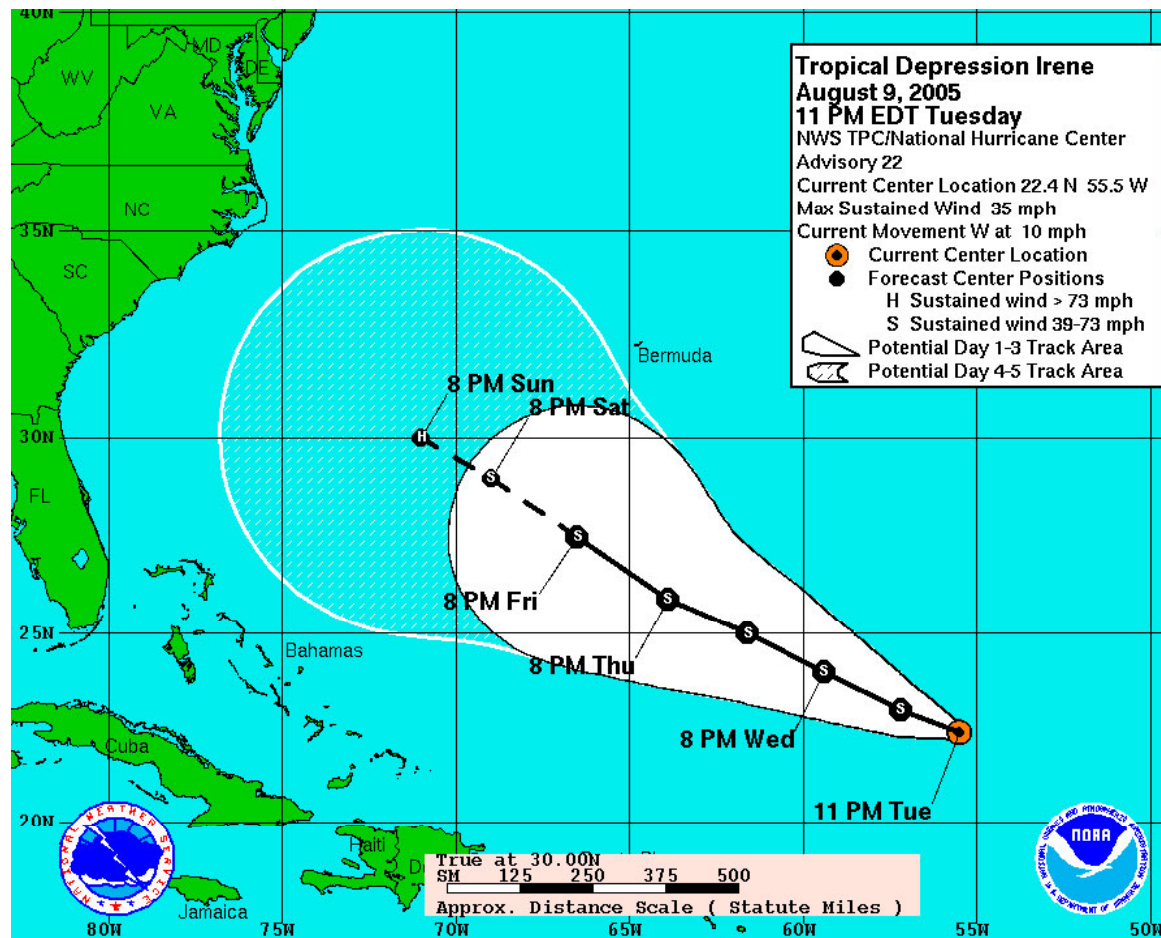 40N
MD
DE
WV
VA
NC
SC
35N
30N
FL
25N
20N
Tropical Depression Irene
August 9, 2005
11 PM EDT Tuesday
NWS TPC/National Hurricane Center
Advisory 22
Current Center Location 22.4 N 55.5 W
Max Sustained Wind 35 mph
Current Movement W at 10 mph
Current Center Location
Forecast Center Positions
H Sustained wind > 73 mph
S Sustained wind 39-73 mph
Potential Day 1-3 Track Area
Potential Day 4-5 Track Area
Bermuda
8 PM Sun
8 PM Sat
H
S
S
8 PM Fri
S
S
8 PM Thu
S
8 PM Wed
S
11 PM Tue
Bahamas
Cuba
Haiti
Jamaica
NATIONAL WEATHER SERVICE
NOAA
True at 30.00N
SM 125 250 375 500
Approx. Distance Scale ( Statute Miles )
80W 75W 70W 65W 60W 55W 50W